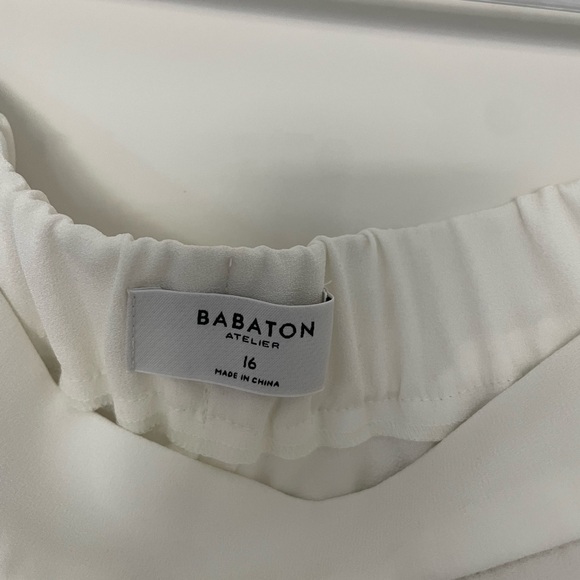 BABATON
ATELIER
16
MADE IN CHINA